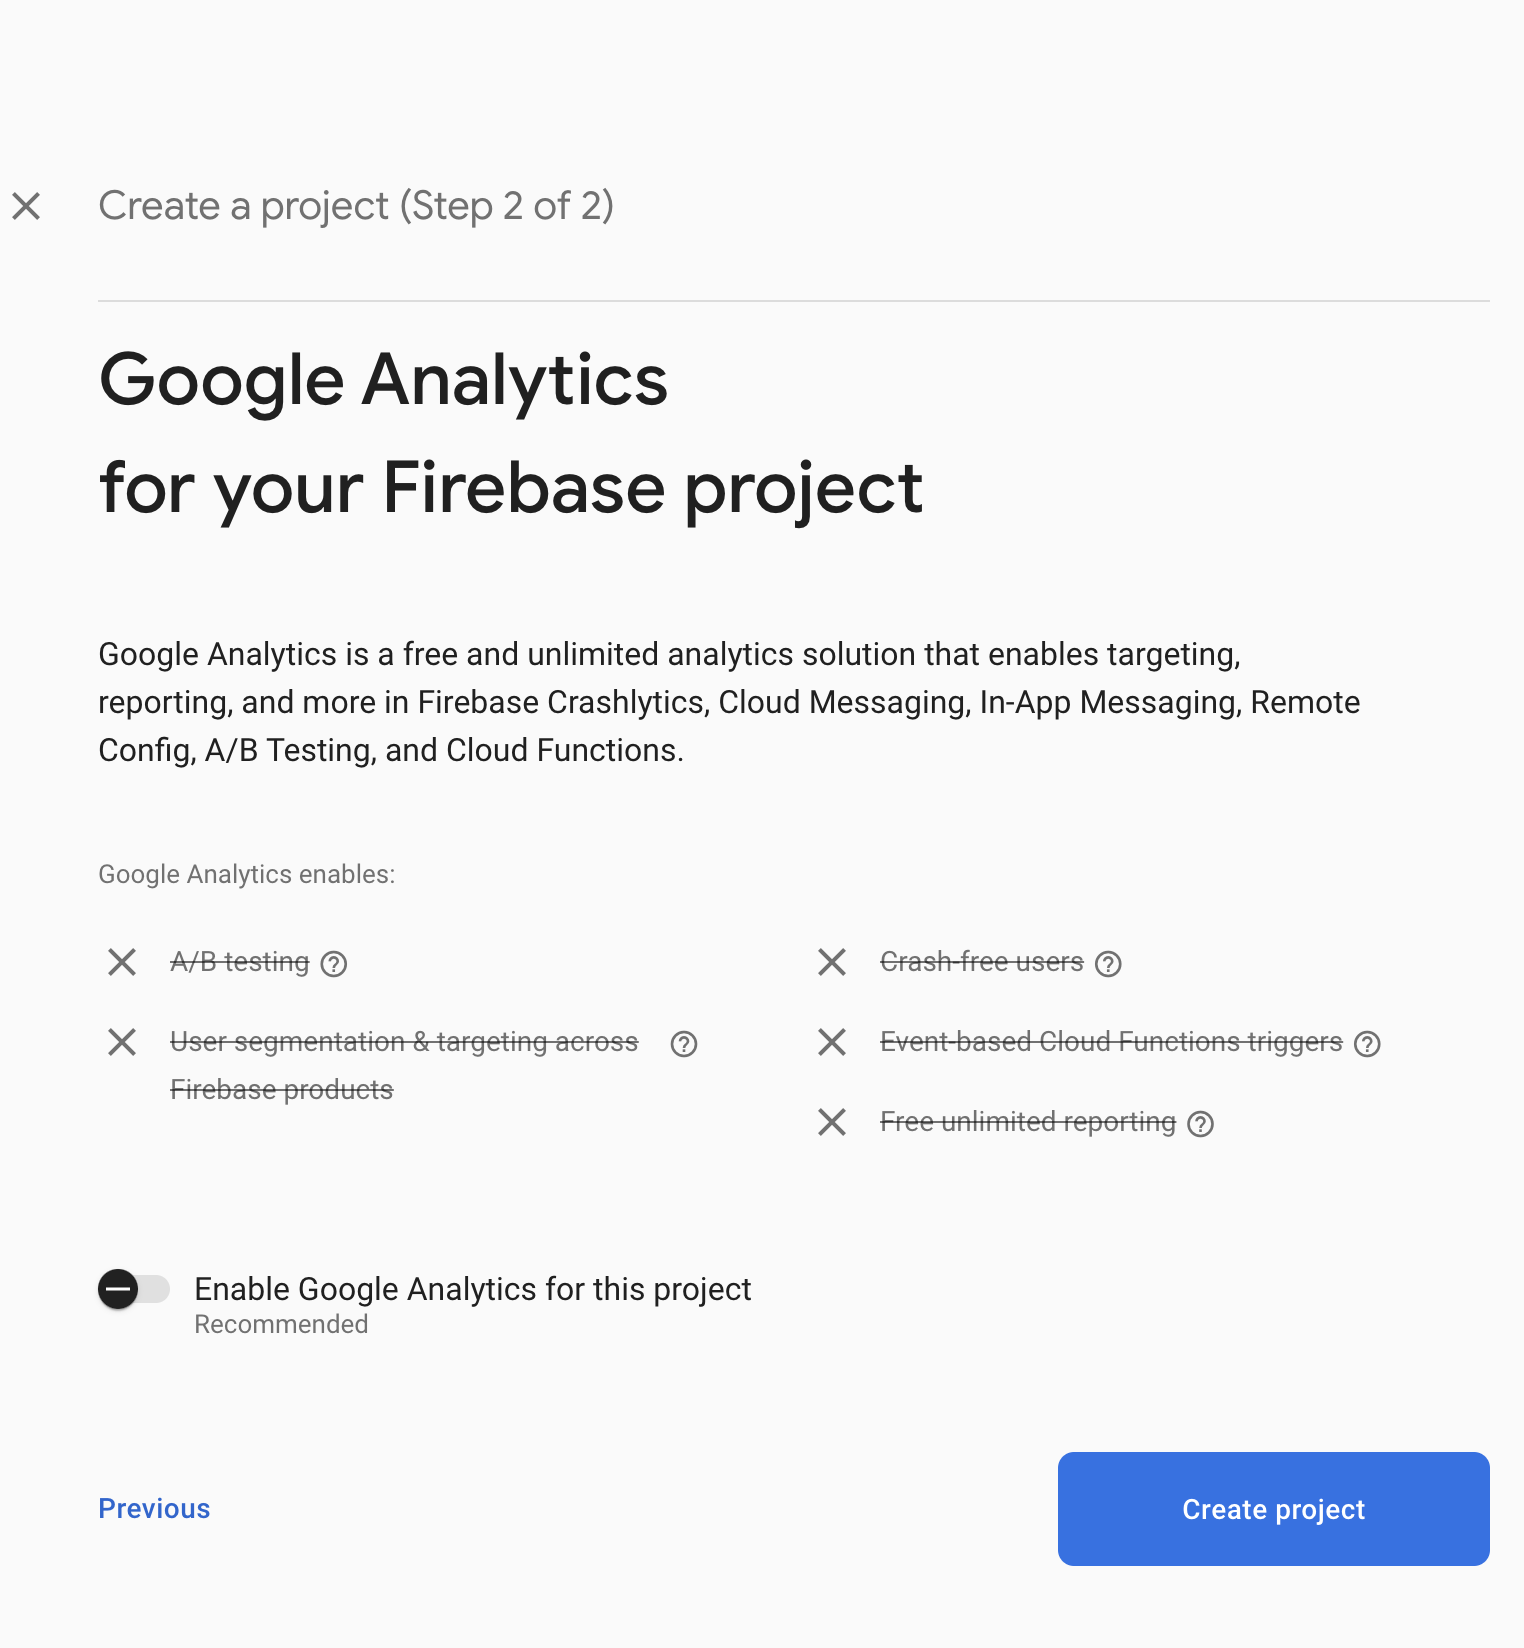 Create a project (Step 2 of 2)
Google Analytics
for your Firebase project
Google Analytics is a free and unlimited analytics solution that enables targeting,
reporting, and more in Firebase Crashlytics, Cloud Messaging, In-App Messaging, Remote
Config, A/B Testing, and Cloud Functions.
Google Analytics enables:
A/B testing
User segmentation & targeting across
Firebase products
Crash-free users
Event-based Cloud Functions triggers
Free unlimited reporting
Enable Google Analytics for this project
Recommended
Previous
Create project